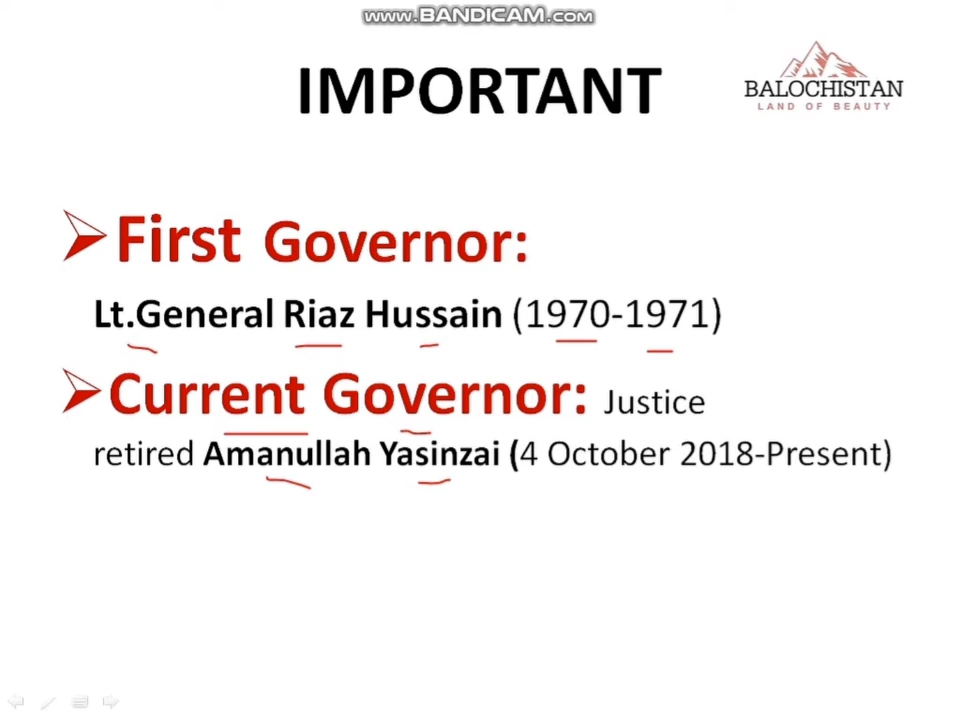 www.BANDICAM.com
IMPORTANT
BALOCHISTAN
LAND OF BEAUTY
First Governor:
Lt.General Riaz Hussain (1970-1971)
Current Governor: Justice
retired Amanullah Yasinzai (4 October 2018-Present)